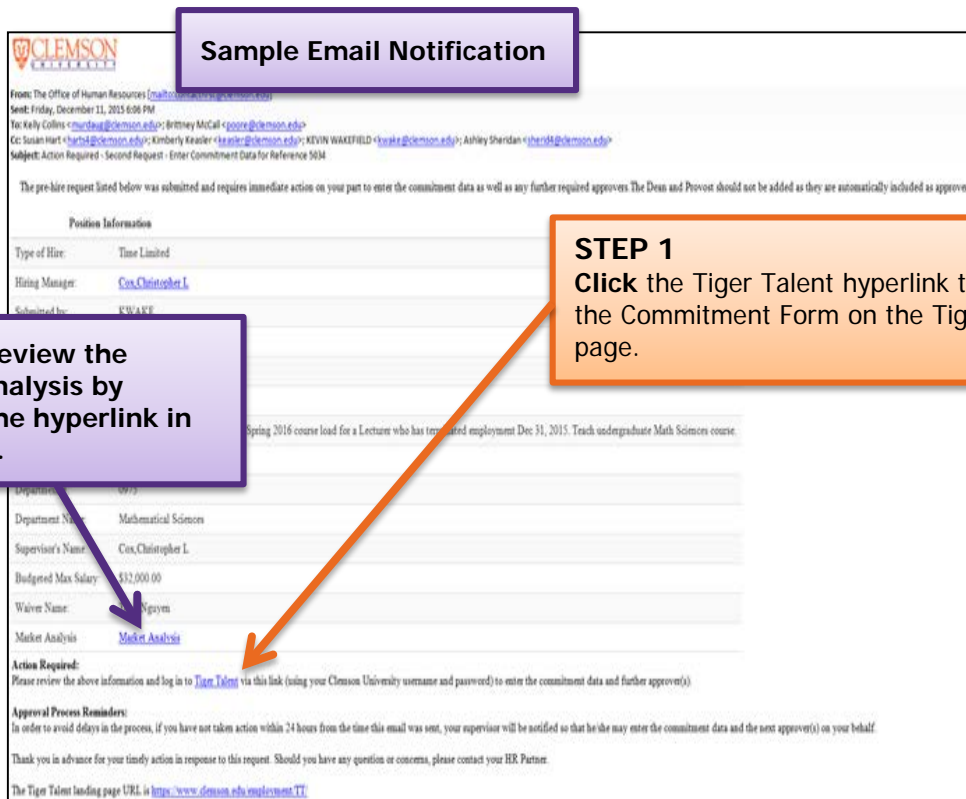 CLEMSON
UNIVERSITY
Sample Email Notification
From: The Office of Human Resources
Sent: Friday, December 11, 2015 6:06 PM
To: Kelly Collins <murdaug@clemson.edu>; Brittney McCall <poore@clemson.edu>
Cc: Susan Hart <harts4@clemson.edu>; Kimberly Keasler <keasler@clemson.edu>; KEVIN WAKEFIELD <kwake@clemson.edu>; Ashley Sheridan <sherid4@clemson.edu>
Subject: Action Required - Second Request - Enter Commitment Data for Reference 5034
The pre-hire request listed below was submitted and requires immediate action on your part to enter the commitment data as well as any further required approvers. The Dean and Provost should not be added as they are automatically included as approve
Position Information
Type of Hire: Time Limited
Hiring Manager: Cox,Christopher L
Submitted by: KWAKE
STEP 1
Click the Tiger Talent hyperlink t
the Commitment Form on the Tig
page.
eview the
nalysis by
he hyperlink in
.
Spring 2016 course load for a Lecturer who has terminated employment Dec 31, 2015. Teach undergraduate Math Sciences course.
Department 0975
Department Name Mathematical Sciences
Supervisor's Name Cox,Christopher L
Budgeted Max Salary $32,000.00
Waiver Name: Nguyen
Market Analysis Market Analysis
Action Required:
Please review the above information and log in to Tiger Talent via this link (using your Clemson University username and password) to enter the commitment data and further approver(s).
Approval Process Reminders:
In order to avoid delays in the process, if you have not taken action within 24 hours from the time this email was sent, your supervisor will be notified so that he/she may enter the commitment data and the next approver(s) on your behalf.
Thank you in advance for your timely action in response to this request. Should you have any question or concerns, please contact your HR Partner.
The Tiger Talent landing page URL is https://www.clemson.edu/employment/TT/